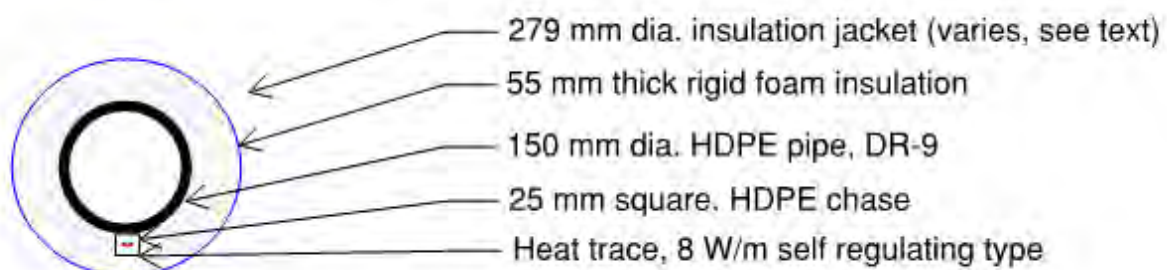 279 mm dia. insulation jacket (varies, see text)
55 mm thick rigid foam insulation
150 mm dia. HDPE pipe, DR-9
25 mm square. HDPE chase
Heat trace, 8 W/m self regulating type